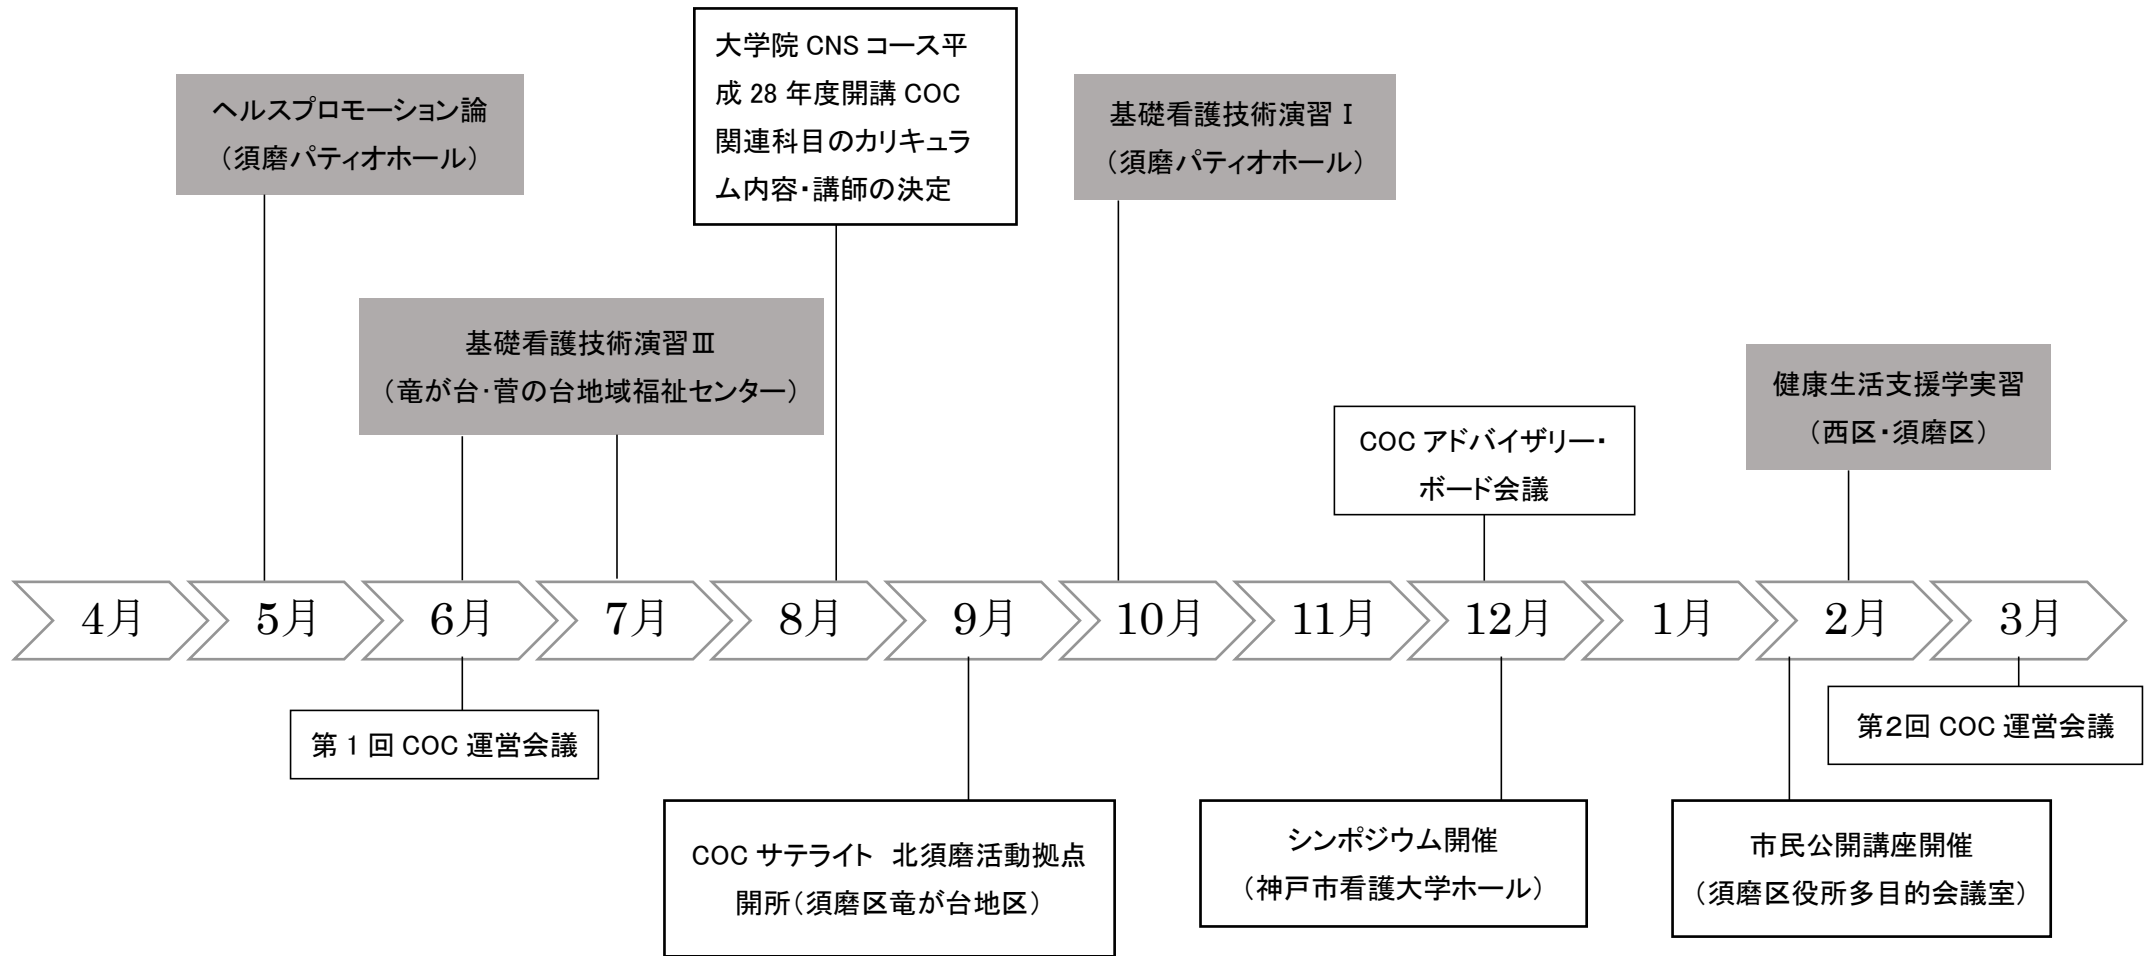 ヘルスプロモーション論
（須磨パティオホール）
大学院 CNS コース平
成 28 年度開講 COC
関連科目のカリキュラ
ム内容・講師の決定
基礎看護技術演習Ⅰ
（須磨パティオホール）
基礎看護技術演習Ⅲ
（竜が台・菅の台地域福祉センター）
COC アドバイザリー・
ボード会議
健康生活支援学実習
（西区・須磨区）
4月
5月
6月
7月
8月
9月
10月
11月
12月
1月
2月
3月
第 1 回 COC 運営会議
第2回 COC 運営会議
COC サテライト　北須磨活動拠点
開所（須磨区竜が台地区）
シンポジウム開催
（神戸市看護大学ホール）
市民公開講座開催
（須磨区役所多目的会議室）